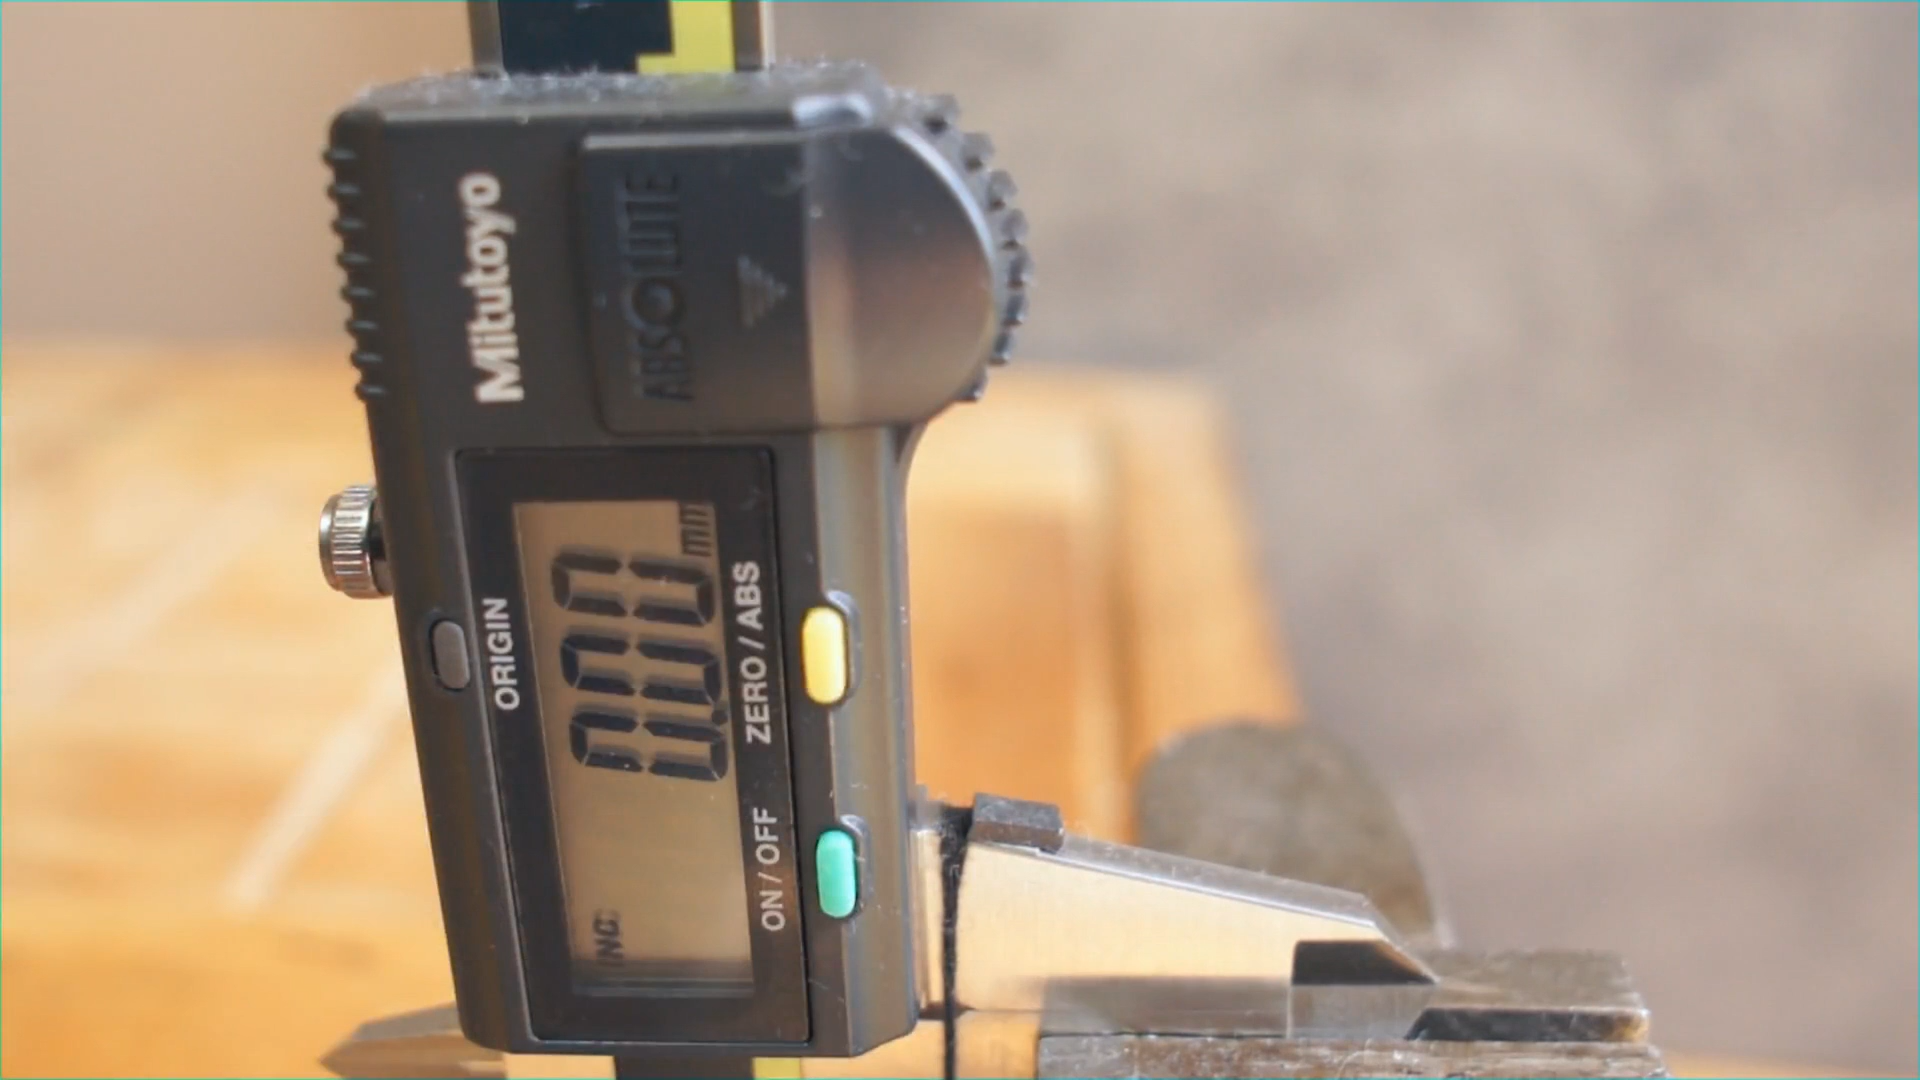 Mitutoyo
ABSOLUTE
ORIGIN
INC
0.00 mm
ZERO / ABS
ON / OFF